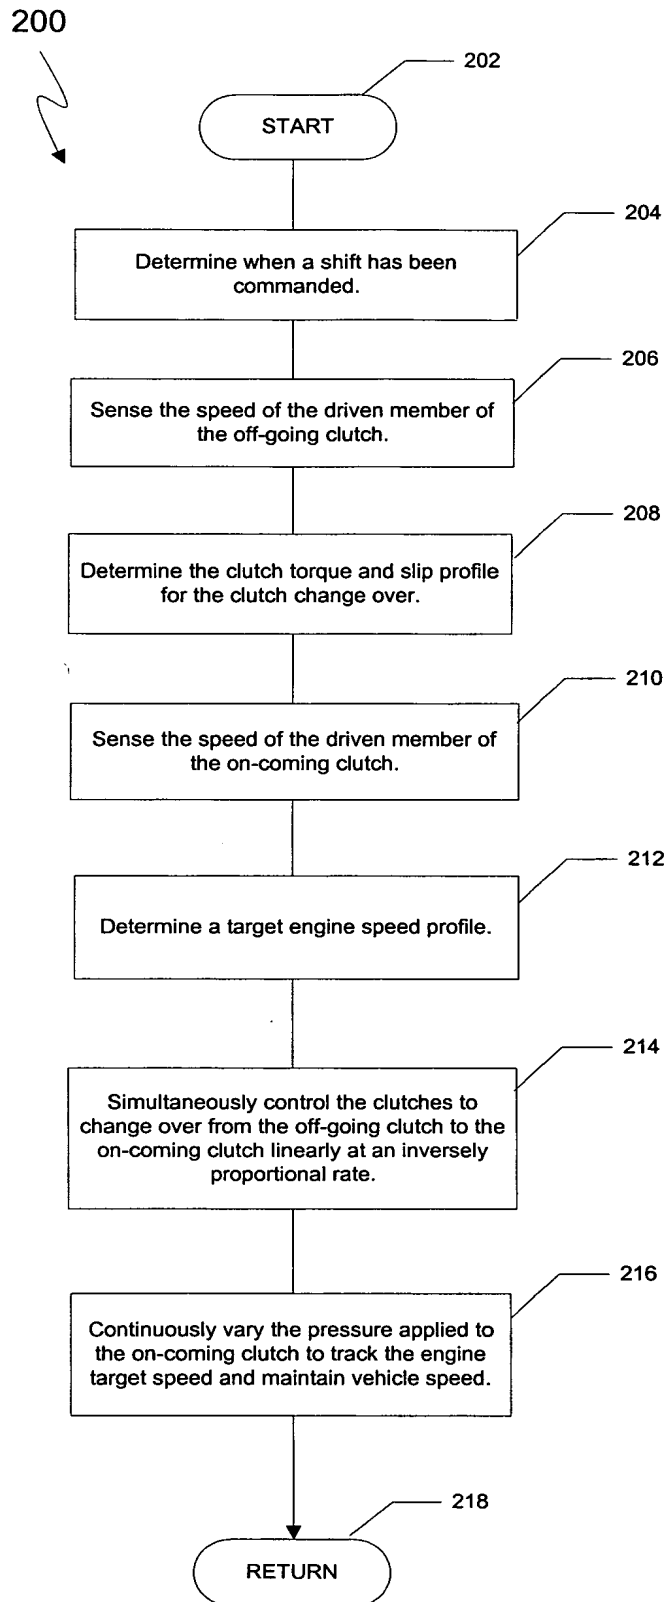 200
202
START
204
Determine when a shift has been
commanded.
206
Sense the speed of the driven member of
the off-going clutch.
208
Determine the clutch torque and slip profile
for the clutch change over.
210
Sense the speed of the driven member of
the on-coming clutch.
212
Determine a target engine speed profile.
214
Simultaneously control the clutches to
change over from the off-going clutch to the
on-coming clutch linearly at an inversely
proportional rate.
216
Continuously vary the pressure applied to
the on-coming clutch to track the engine
target speed and maintain vehicle speed.
218
RETURN